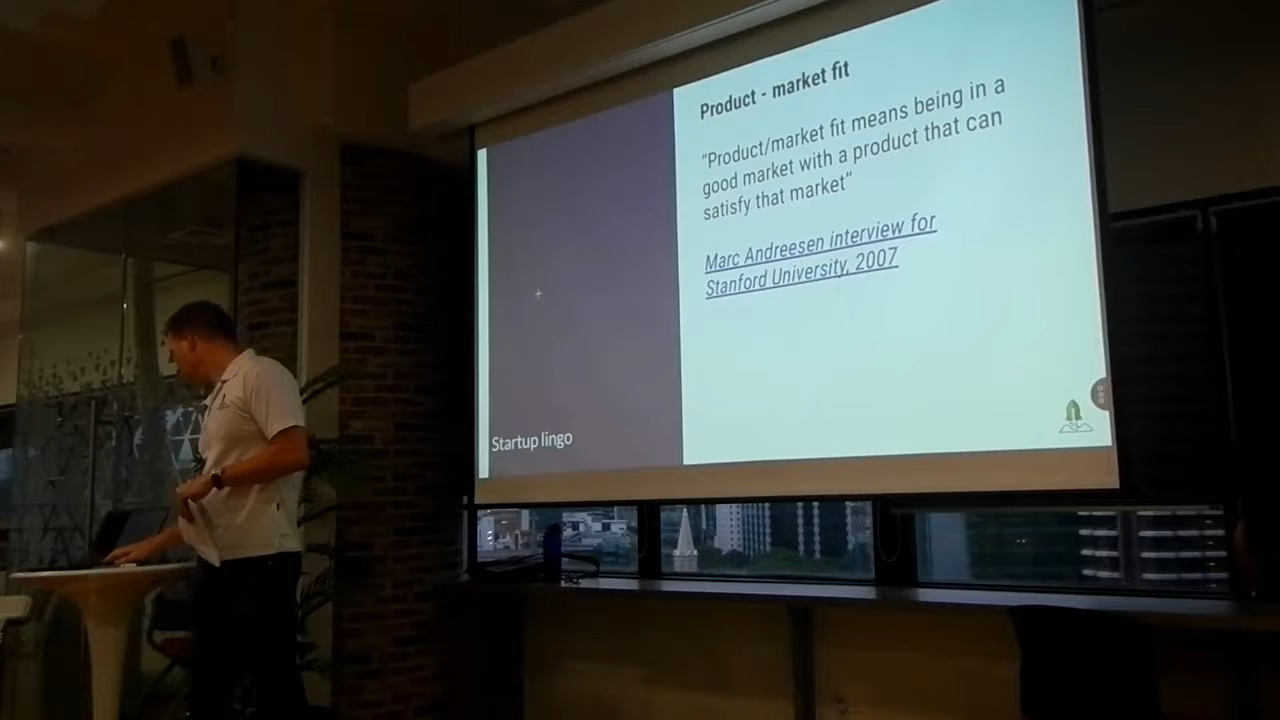 Product - market fit
"Product/market fit means being in a
good market with a product that can
satisfy that market"
Marc Andreesen interview for
Stanford University, 2007
Startup lingo